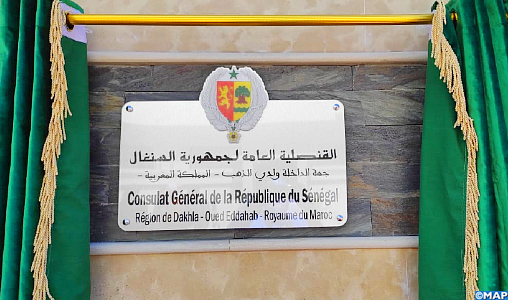 القنصلية العامة لجمهورية السنغال
جهة الداخلة وادي الذهب - المملكة المغربية -
Consulat Général de la République du Sénégal
Région de Dakhla - Oued Eddahab - Royaume du Maroc
©MAP